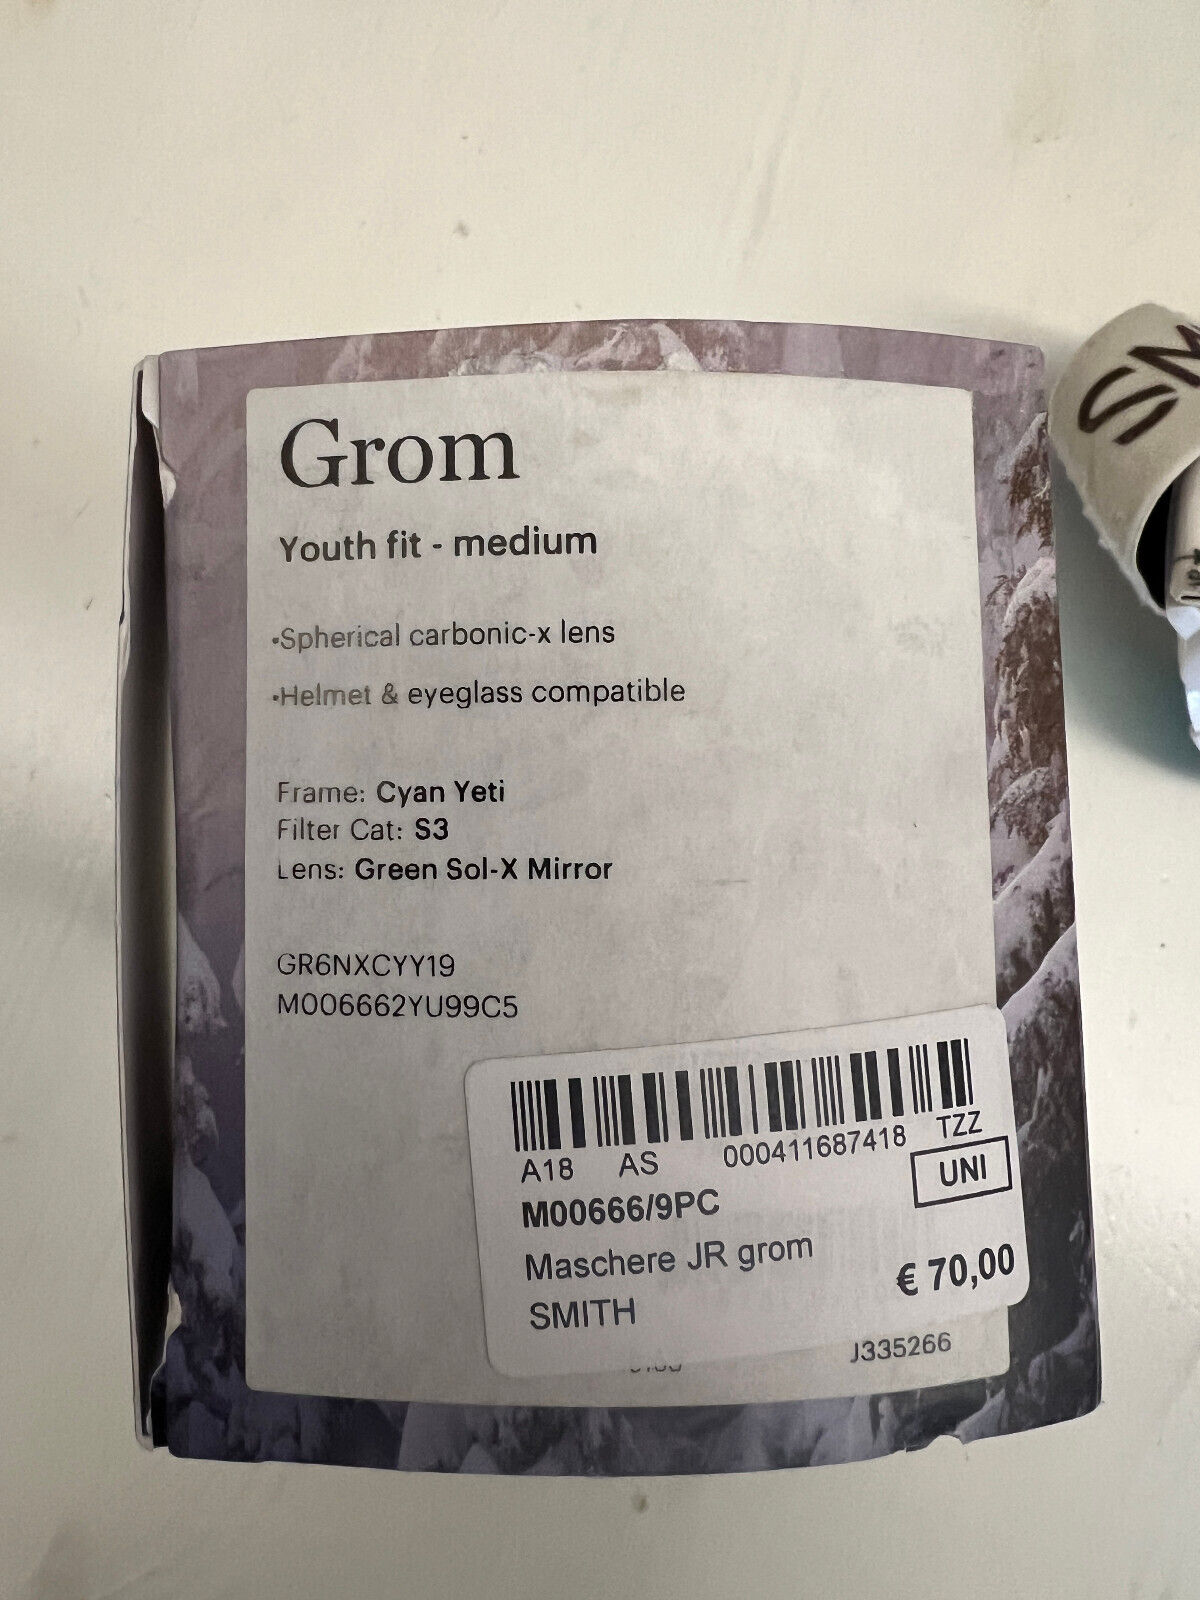 Grom
Youth fit - medium
•Spherical carbonic-x lens
•Helmet & eyeglass compatible
Frame: Cyan Yeti
Filter Cat: S3
Lens: Green Sol-X Mirror
GR6NXCYY19
M006662YU99C5
A18 AS 000411687418 TZZ
M00666/9PC UNI
Maschere JR grom
SMITH € 70,00
J335266
SM